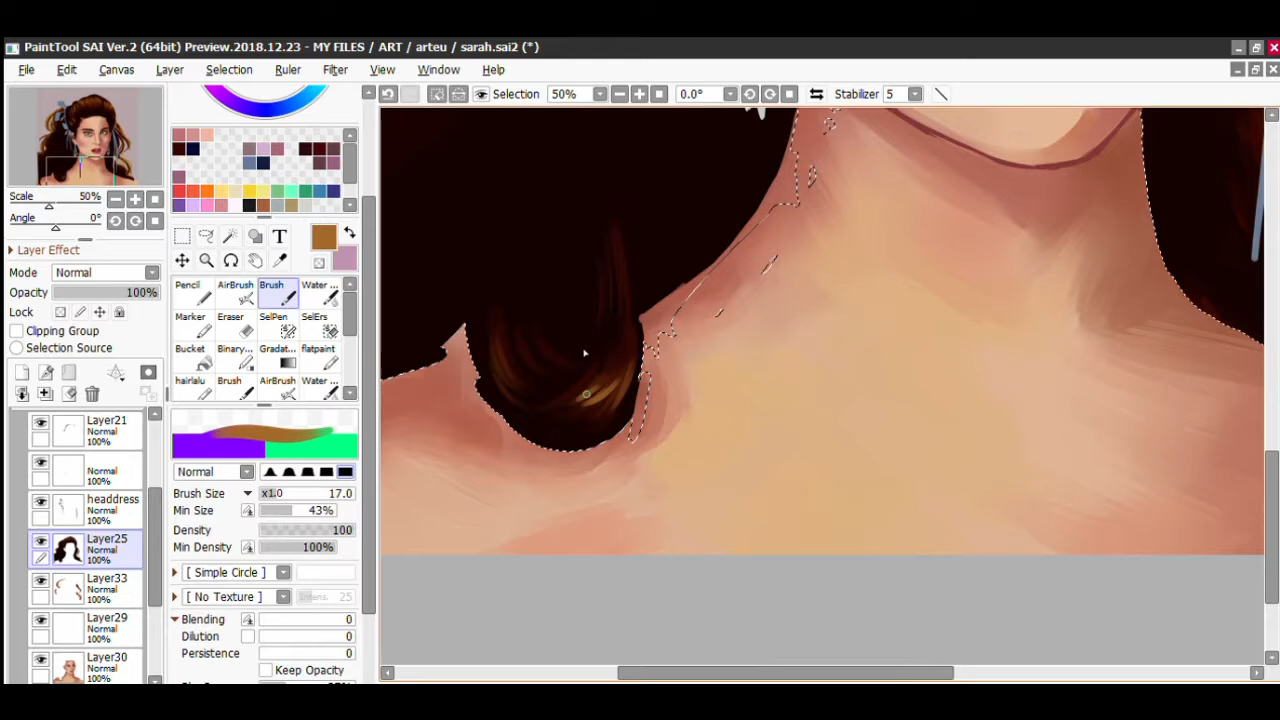 PaintTool SAI Ver.2 (64bit) Preview.2018.12.23 - MY FILES / ART / arteu / sarah.sai2 (*)
File Edit Canvas Layer Selection Ruler Filter View Window Help
Selection 50% 0.0° Stabilizer 5
Scale 50%
Angle 0°
Layer Effect
Mode Normal
Opacity 100%
Lock
Clipping Group
Selection Source
Layer21
Normal
100%
Normal
100%
headdress
Normal
100%
Layer25
Normal
100%
Layer33
Normal
100%
Layer29
Normal
100%
Layer30
Normal
100%
T
Pencil AirBrush Brush Water ...
Marker Eraser SelPen SelErs
Bucket Binary... Gradat... flatpaint
hairlalu Brush AirBrush Water ...
Normal
Brush Size x1.0 17.0
Min Size 43%
Density 100
Min Density 100%
[ Simple Circle ]
[ No Texture ] Intens. 25
Blending 0
Dilution 0
Persistence 0
Keep Opacity